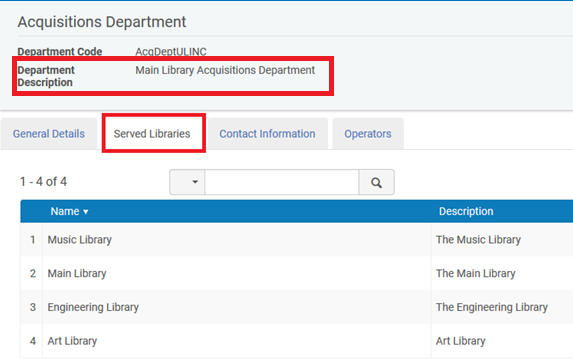 Acquisitions Department
Department Code AcqDeptULINC
Department Description Main Library Acquisitions Department
General Details Served Libraries Contact Information Operators
1 - 4 of 4
Name Description
1 Music Library The Music Library
2 Main Library The Main Library
3 Engineering Library The Engineering Library
4 Art Library Art Library